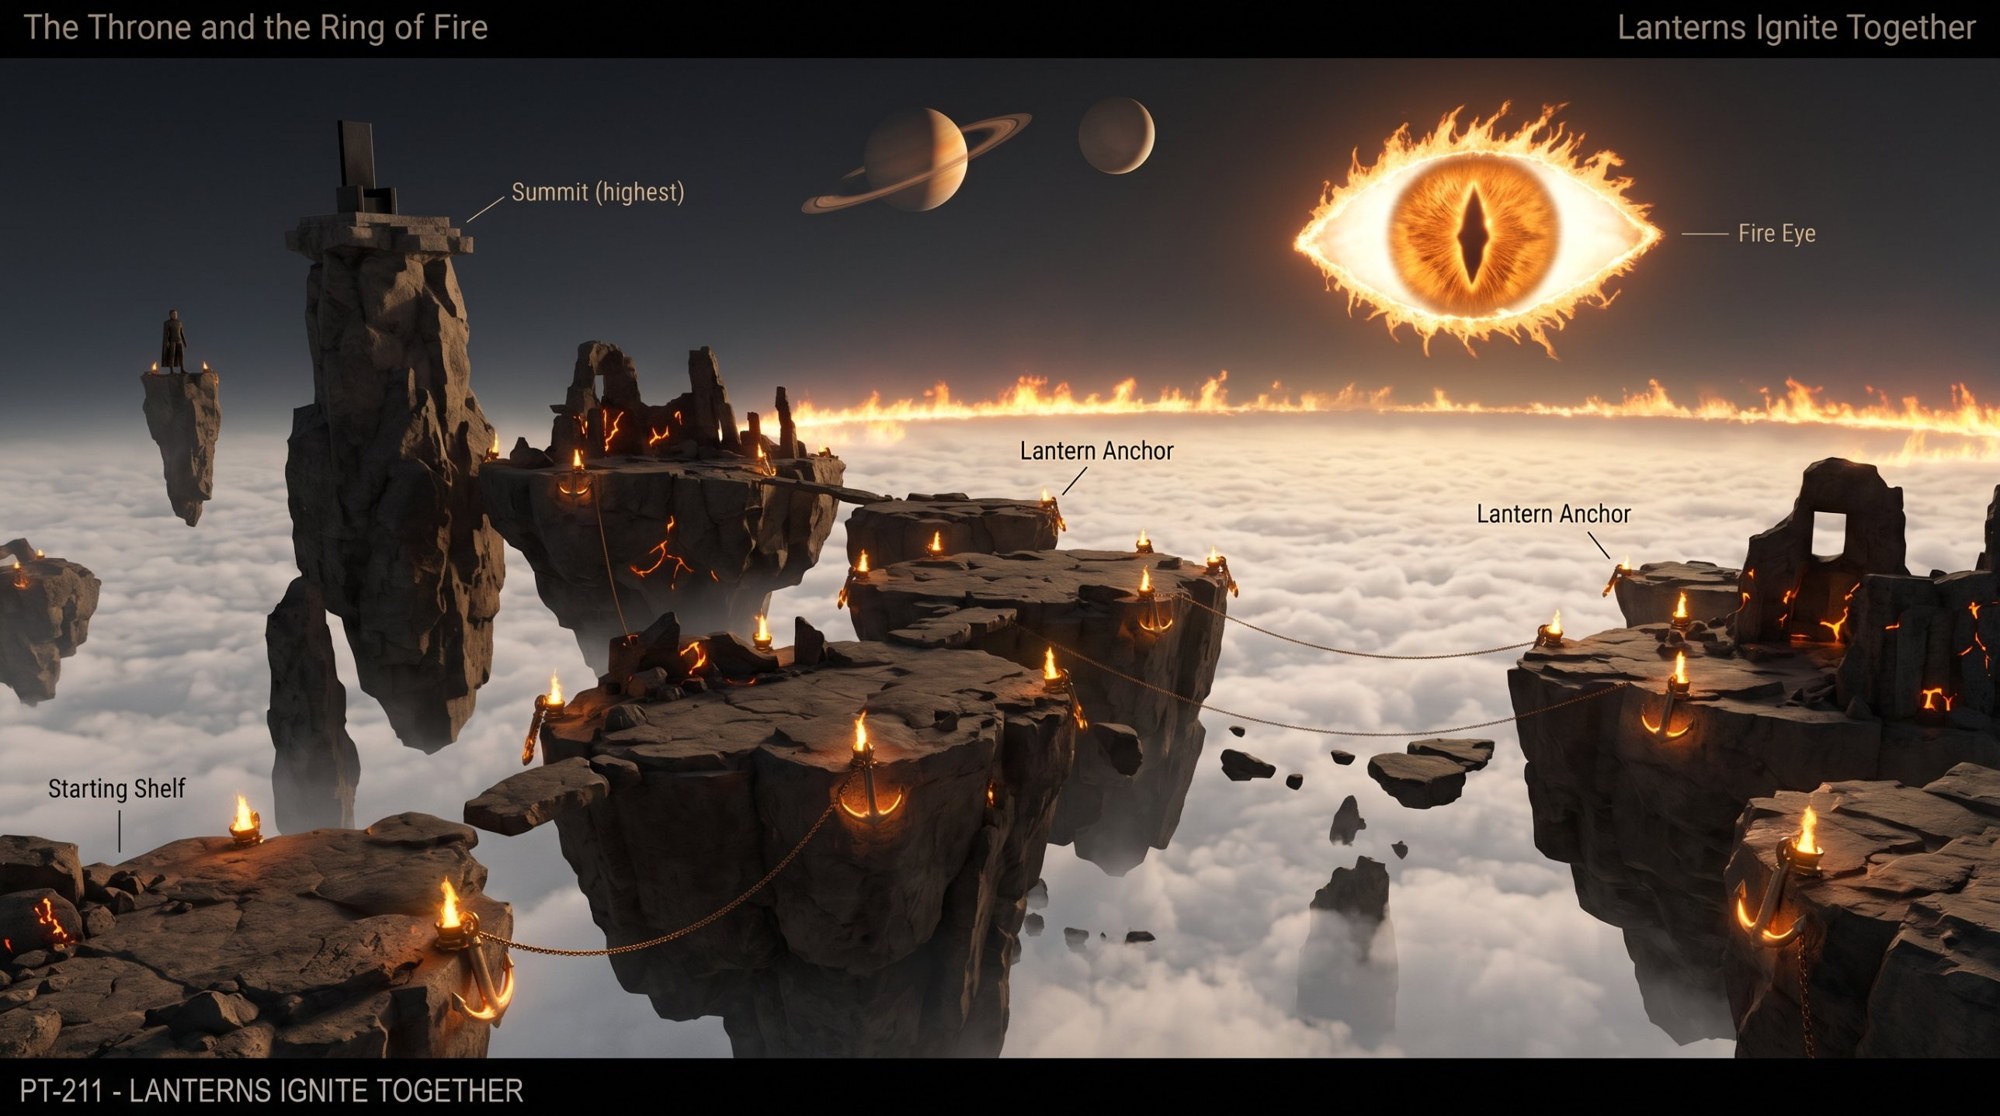 The Throne and the Ring of Fire
Lanterns Ignite Together
Summit (highest)
Fire Eye
Lantern Anchor
Lantern Anchor
Starting Shelf
PT-211 - LANTERNS IGNITE TOGETHER